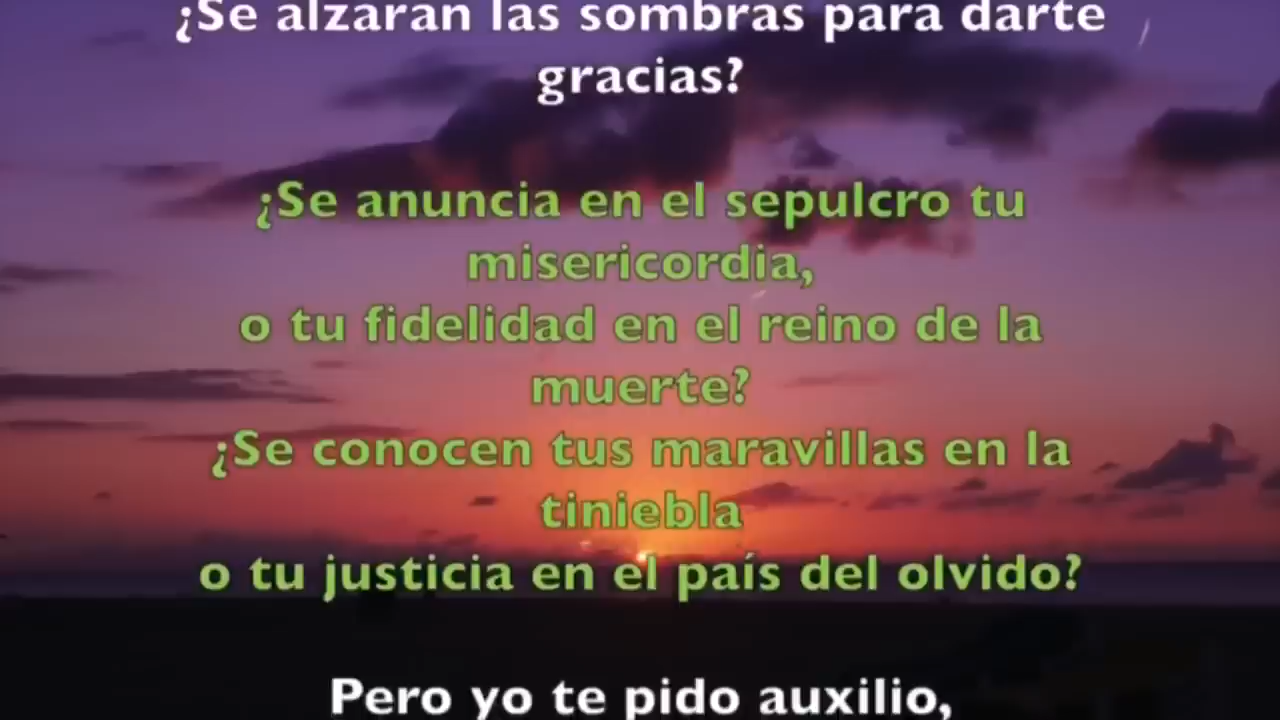 ¿Se alzarán las sombras para darte
gracias?
¿Se anuncia en el sepulcro tu
misericordia,
o tu fidelidad en el reino de la
muerte?
¿Se conocen tus maravillas en la
tiniebla
o tu justicia en el país del olvido?
Pero yo te pido auxilio,